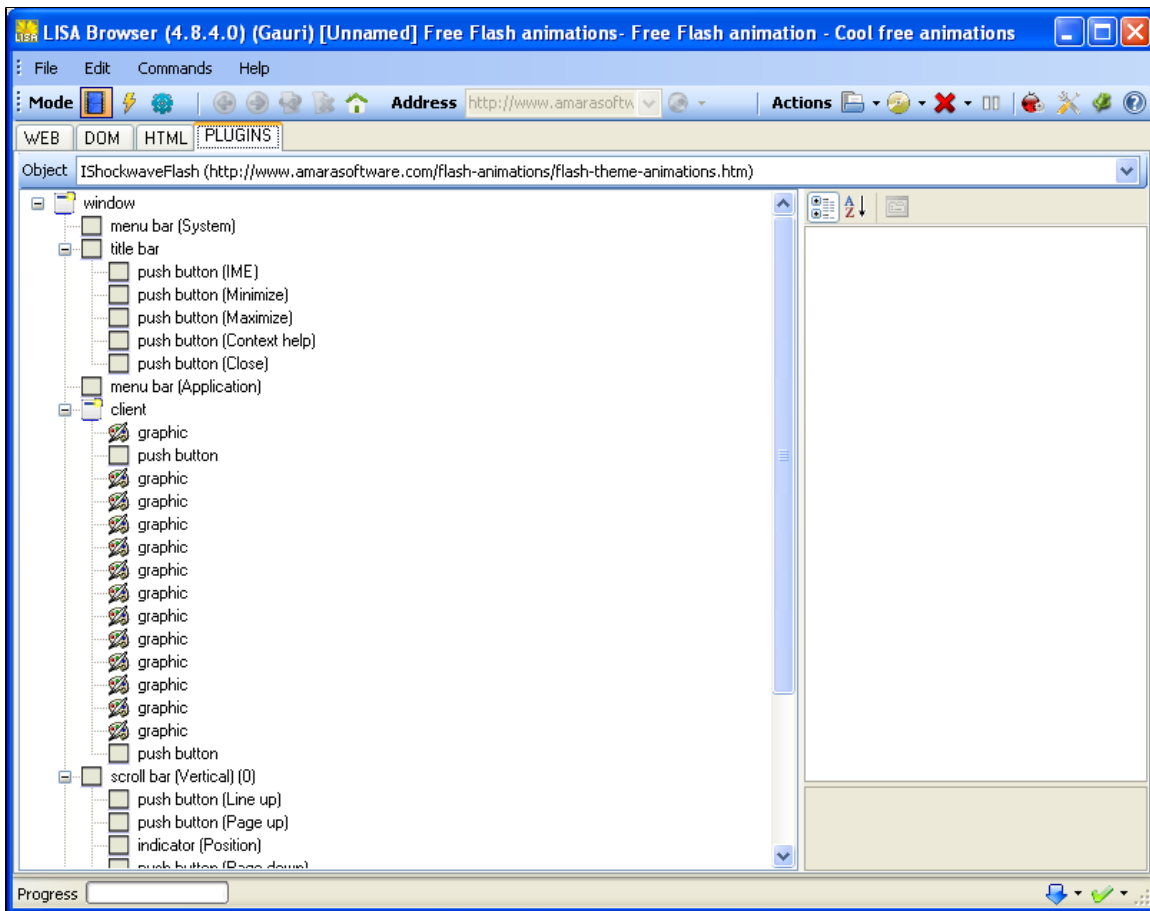 LISA Browser (4.8.4.0) (Gauri) [Unnamed] Free Flash animations- Free Flash animation - Cool free animations
File Edit Commands Help
Mode Address http://www.amarasoftw Actions
WEB DOM HTML PLUGINS
Object IShockwaveFlash (http://www.amarasoftware.com/flash-animations/flash-theme-animations.htm)
window
menu bar (System)
title bar
push button (IME)
push button (Minimize)
push button (Maximize)
push button (Context help)
push button (Close)
menu bar (Application)
client
graphic
push button
graphic
graphic
graphic
graphic
graphic
graphic
graphic
graphic
graphic
graphic
graphic
graphic
push button
scroll bar (Vertical) (0)
push button (Line up)
push button (Page up)
indicator (Position)
push button (Page down)
Progress